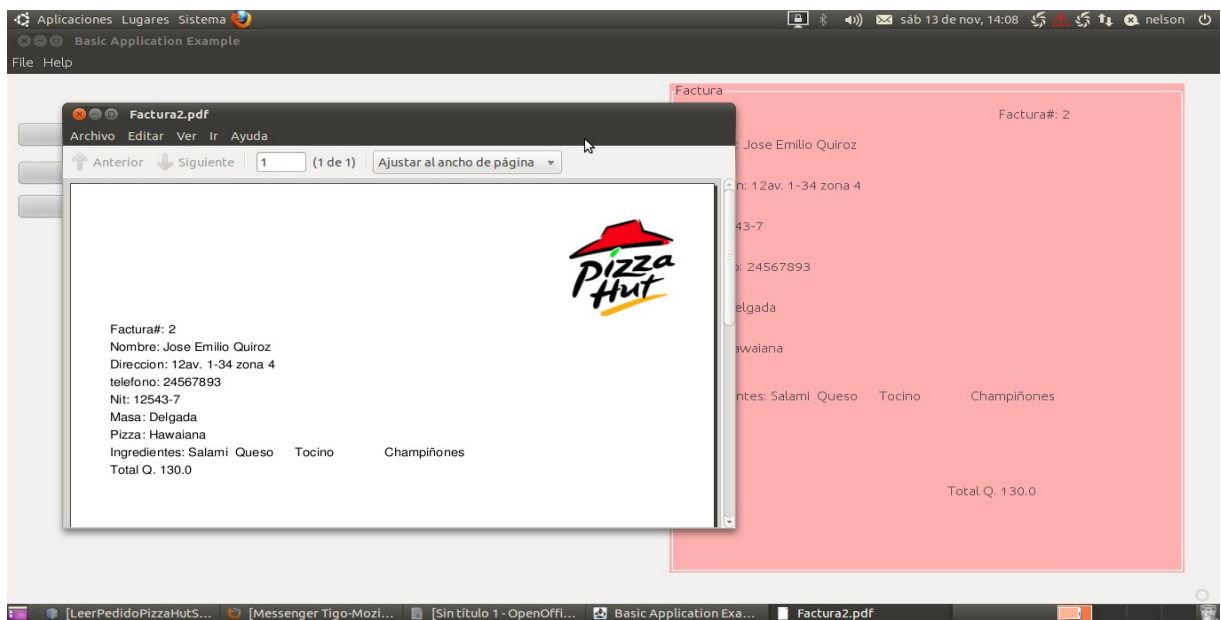 Aplicaciones Lugares Sistema
sáb 13 de nov, 14:08
nelson
Basic Application Example
File Help
Factura2.pdf
Archivo Editar Ver Ir Ayuda
Anterior Siguiente 1 (1 de 1) Ajustar al ancho de página
Pizza
Hut
Factura#: 2
Nombre: Jose Emilio Quiroz
Direccion: 12av. 1-34 zona 4
telefono: 24567893
Nit: 12543-7
Masa: Delgada
Pizza: Hawaiana
Ingredientes: Salami Queso Tocino Champiñones
Total Q. 130.0
Factura
Factura#: 2
: Jose Emilio Quiroz
n: 12av. 1-34 zona 4
43-7
o: 24567893
elgada
awaiana
ntes: Salami Queso Tocino Champiñones
Total Q. 130.0
[LeerPedidoPizzaHutS... [Messenger Tigo-Mozi... [Sin título 1 - OpenOffi... Basic Application Exa... Factura2.pdf